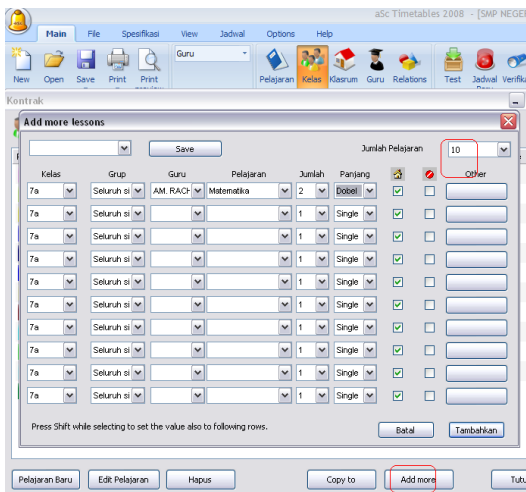 aSc Timetables 2008 - [SMP NEGER
Main File Spesifikasi View Jadwal Options Help
Guru
New Open Save Print Print Pelajaran Kelas Klasrum Guru Relations Test Jadwal Verifika
Kontrak
Add more lessons
Save Jumlah Pelajaran 10
Kelas Grup Guru Pelajaran Jumlah Panjang Other
7a Seluruh si AM. RACH Matematika 2 Dobel
7a Seluruh si 1 Single
7a Seluruh si 1 Single
7a Seluruh si 1 Single
7a Seluruh si 1 Single
7a Seluruh si 1 Single
7a Seluruh si 1 Single
7a Seluruh si 1 Single
7a Seluruh si 1 Single
7a Seluruh si 1 Single
Press Shift while selecting to set the value also to following rows.
Batal Tambahkan
Pelajaran Baru Edit Pelajaran Hapus Copy to Add more Tutu